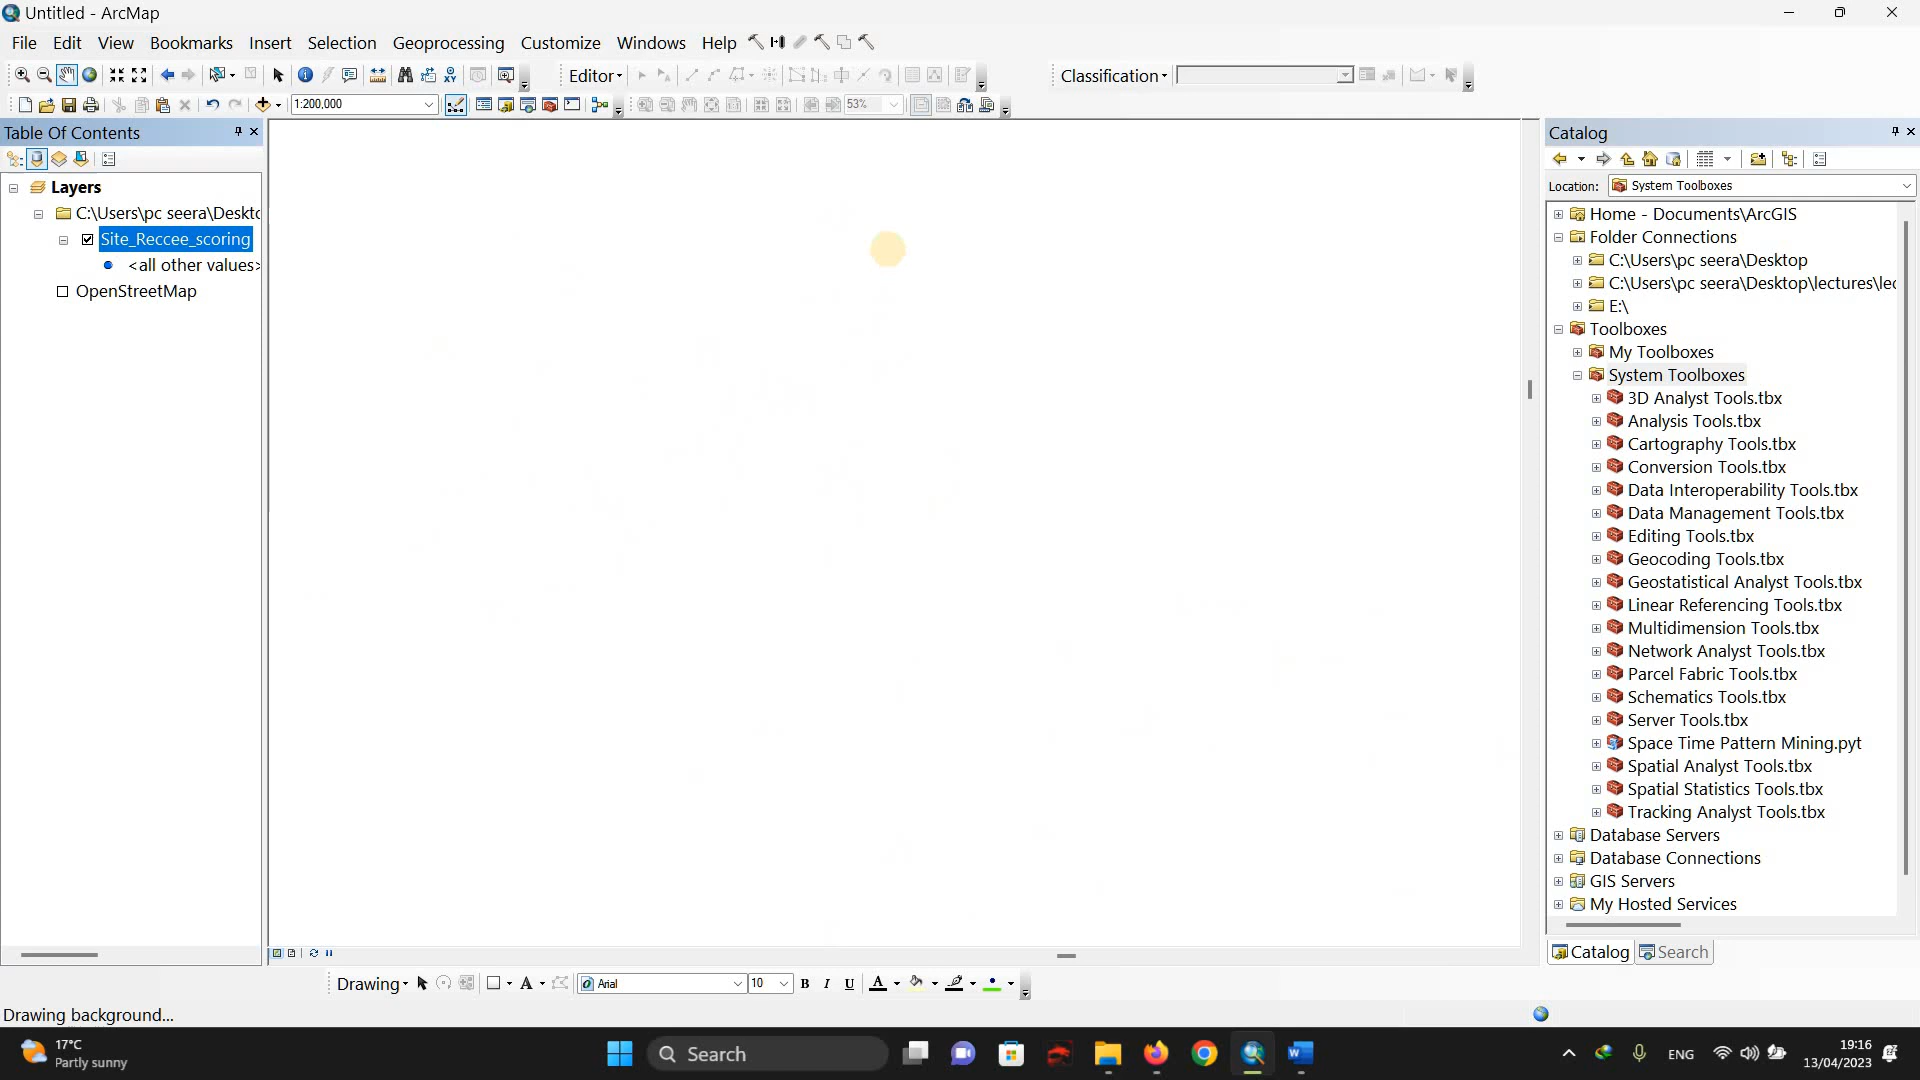 Untitled - ArcMap
File Edit View Bookmarks Insert Selection Geoprocessing Customize Windows Help
Editor
Classification
1:200,000
53%
Table Of Contents
Layers
C:\Users\pc seera\Deskto
Site_Reccee_scoring
<all other values>
OpenStreetMap
Catalog
Location: System Toolboxes
Home - Documents\ArcGIS
Folder Connections
C:\Users\pc seera\Desktop
C:\Users\pc seera\Desktop\lectures\lec
E:\
Toolboxes
My Toolboxes
System Toolboxes
3D Analyst Tools.tbx
Analysis Tools.tbx
Cartography Tools.tbx
Conversion Tools.tbx
Data Interoperability Tools.tbx
Data Management Tools.tbx
Editing Tools.tbx
Geocoding Tools.tbx
Geostatistical Analyst Tools.tbx
Linear Referencing Tools.tbx
Multidimension Tools.tbx
Network Analyst Tools.tbx
Parcel Fabric Tools.tbx
Schematics Tools.tbx
Server Tools.tbx
Space Time Pattern Mining.pyt
Spatial Analyst Tools.tbx
Spatial Statistics Tools.tbx
Tracking Analyst Tools.tbx
Database Servers
Database Connections
GIS Servers
My Hosted Services
Catalog Search
Drawing A Arial 10 B I U A
Drawing background...
17°C
Partly sunny
Search
ENG
19:16
13/04/2023